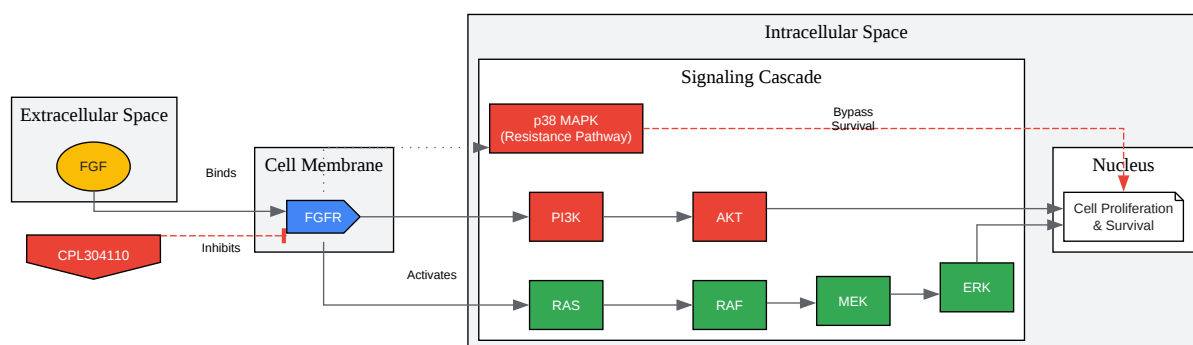 Intracellular Space
Signaling Cascade
Extracellular Space
FGF
p38 MAPK
(Resistance Pathway)
Bypass
Survival
Binds
Cell Membrane
FGFR
Nucleus
Cell Proliferation
& Survival
PI3K
AKT
CPL304110
Inhibits
Activates
RAS
RAF
MEK
ERK